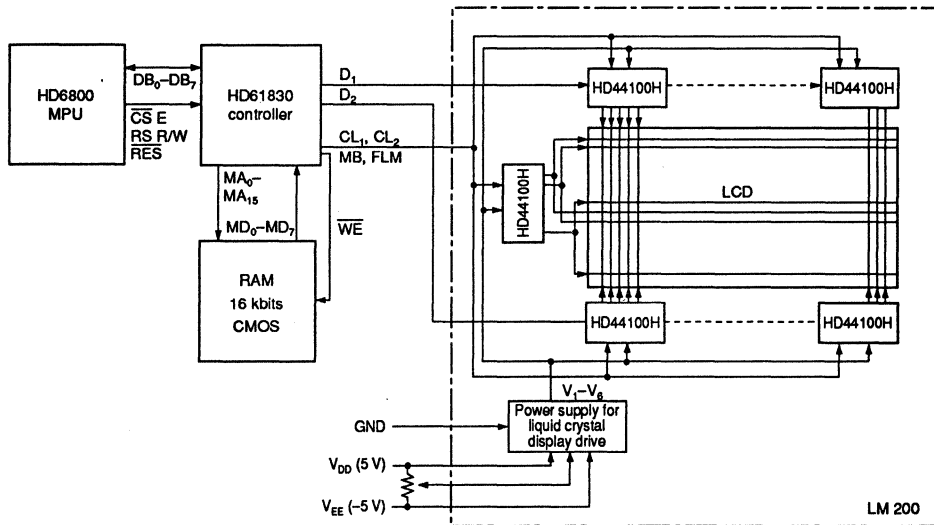 HD6800
MPU
DB0–DB7
CS E
RS R/W
RES
HD61830
controller
D1
D2
CL1, CL2
MB, FLM
MA0–
MA15
MD0–MD7
WE
RAM
16 kbits
CMOS
HD44100H
HD44100H
HD44100H
LCD
HD44100H
HD44100H
V1–V6
Power supply for
liquid crystal
display drive
GND
VDD (5 V)
VEE (–5 V)
LM 200